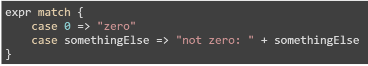 expr match {
    case 0 => "zero"
    case somethingElse => "not zero: " + somethingElse
}